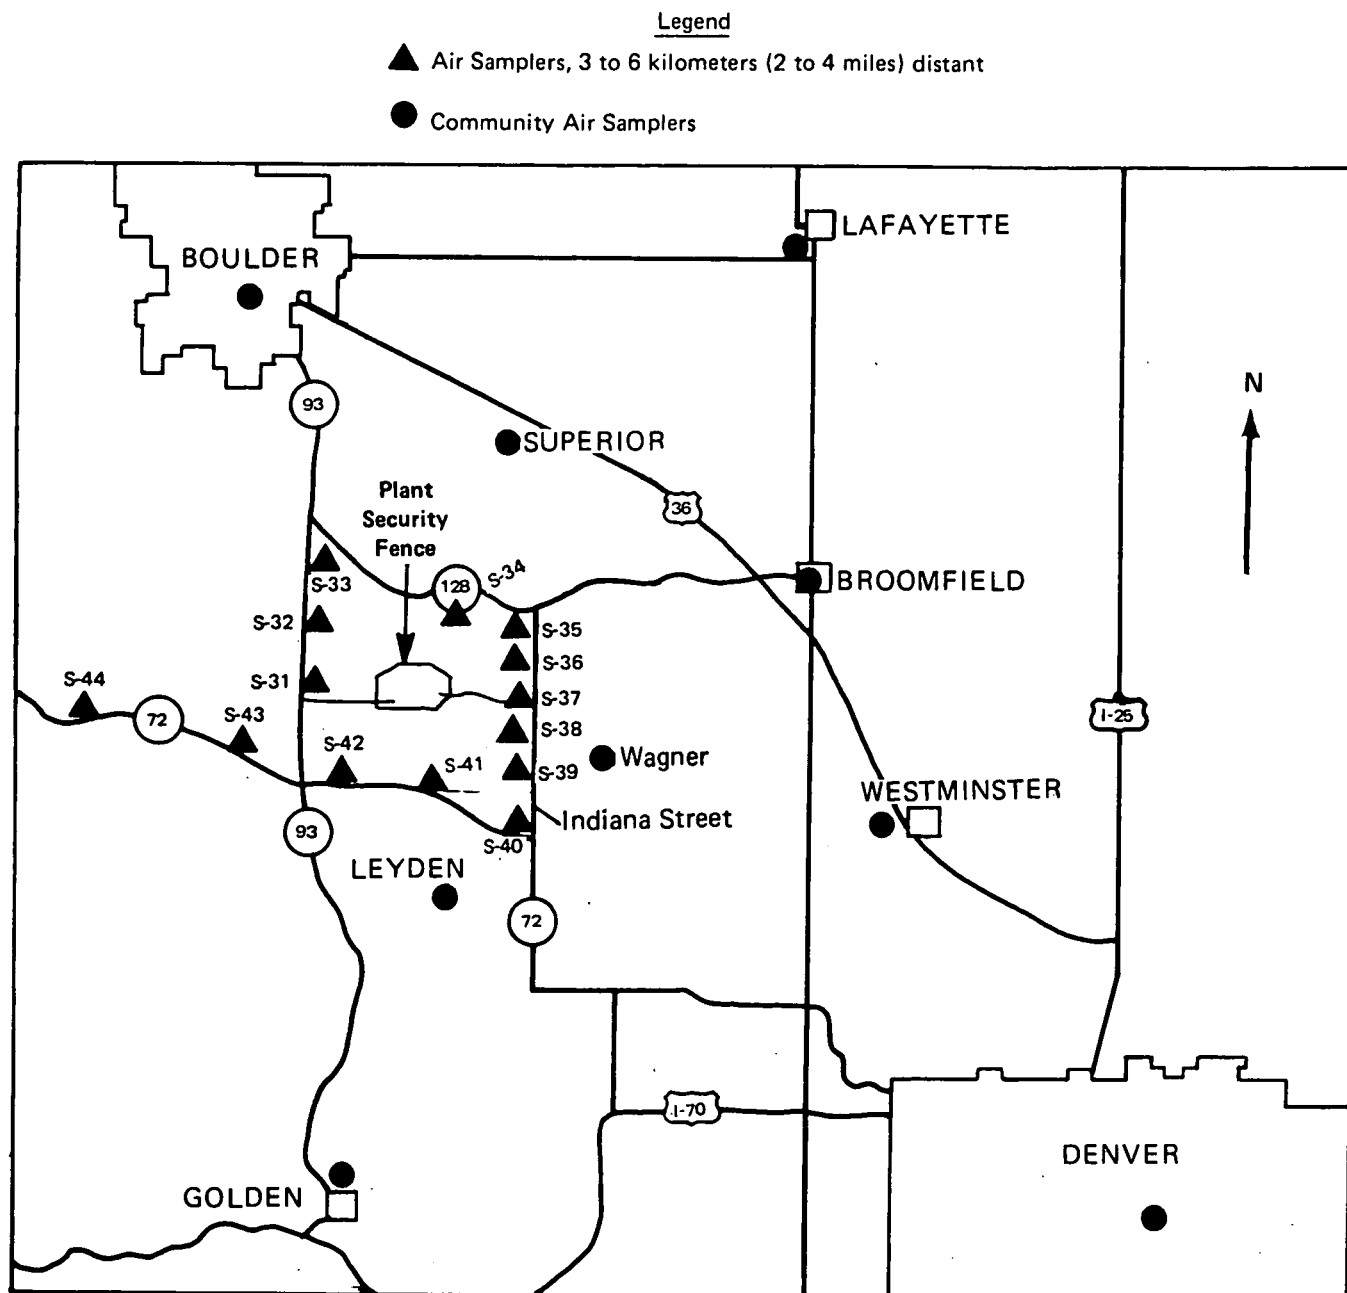 Legend
Air Samplers, 3 to 6 kilometers (2 to 4 miles) distant
Community Air Samplers
LAFAYETTE
BOULDER
N
93
SUPERIOR
Plant
Security
Fence
36
S-33
128
S-34
BROOMFIELD
S-32
S-35
S-36
S-31
S-37
S-44
72
S-43
S-38
I-25
S-42
S-41
S-39
Wagner
WESTMINSTER
93
Indiana Street
S-40
LEYDEN
72
I-70
DENVER
GOLDEN